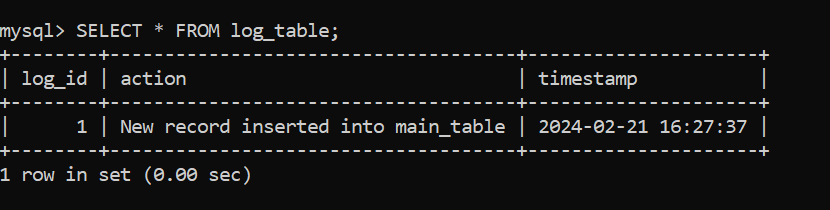 mysql> SELECT * FROM log_table;
+--------+----------------------------------+---------------------+
| log_id | action                           | timestamp           |
+--------+----------------------------------+---------------------+
|      1 | New record inserted into main_table | 2024-02-21 16:27:37 |
+--------+----------------------------------+---------------------+
1 row in set (0.00 sec)